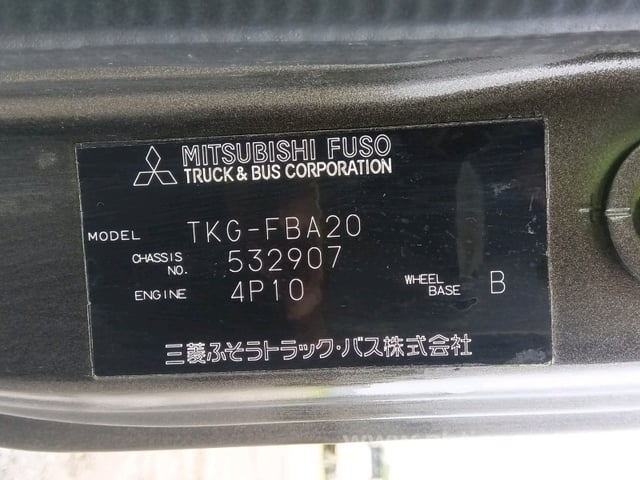 MITSUBISHI FUSO
TRUCK & BUS CORPORATION
MODEL TKG-FBA20
CHASSIS NO. 532907
ENGINE 4P10 WHEEL BASE B
三菱ふそうトラック・バス株式会社